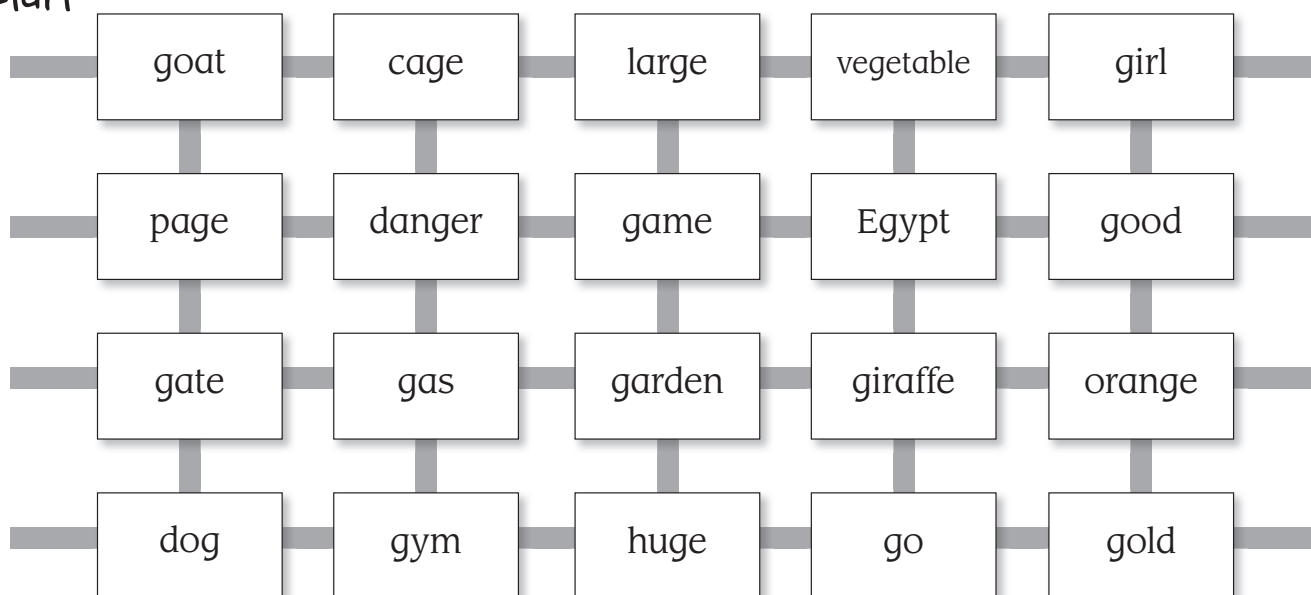 goat cage large vegetable girl
page danger game Egypt good
gate gas garden giraffe orange
dog gym huge go gold